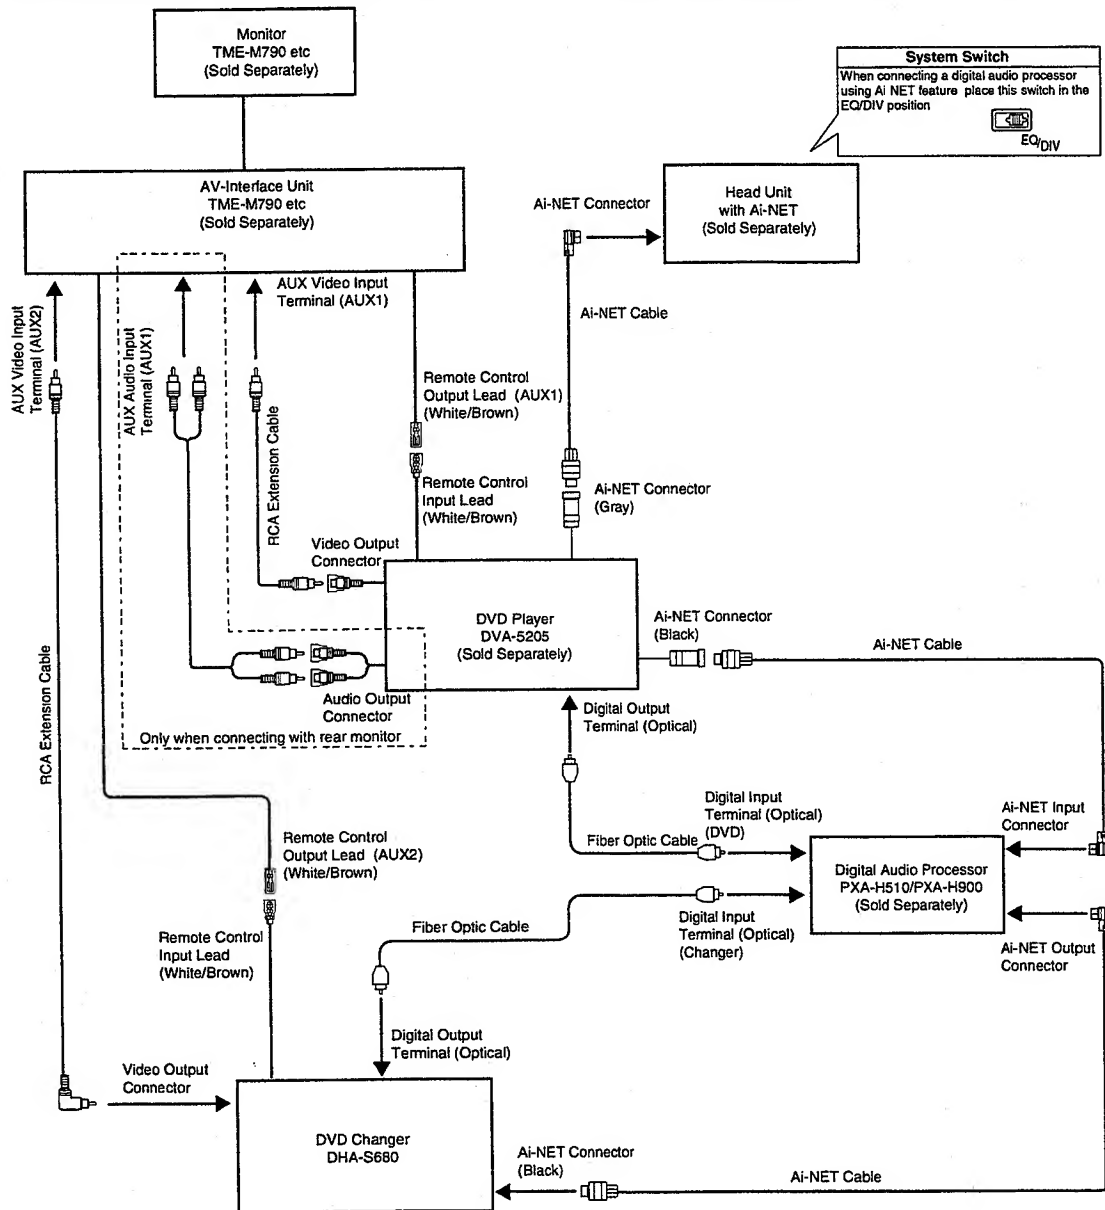 Monitor
TME-M790 etc
(Sold Separately)
System Switch
When connecting a digital audio processor
using Ai NET feature place this switch in the
EQ/DIV position
EQ/DIV
AV-Interface Unit
TME-M790 etc
(Sold Separately)
Head Unit
with Ai-NET
(Sold Separately)
Ai-NET Connector
AUX Video Input
Terminal (AUX2)
AUX Audio Input
Terminal (AUX1)
AUX Video Input
Terminal (AUX1)
Ai-NET Cable
Remote Control
Output Lead (AUX1)
(White/Brown)
RCA Extension Cable
Remote Control
Input Lead
(White/Brown)
Ai-NET Connector
(Gray)
Video Output
Connector
DVD Player
DVA-5205
(Sold Separately)
Ai-NET Connector
(Black)
Ai-NET Cable
Audio Output
Connector
Only when connecting with rear monitor
Digital Output
Terminal (Optical)
RCA Extension Cable
Digital Input
Terminal (Optical)
(DVD)
Fiber Optic Cable
Ai-NET Input
Connector
Digital Audio Processor
PXA-H510/PXA-H900
(Sold Separately)
Remote Control
Output Lead (AUX2)
(White/Brown)
Fiber Optic Cable
Digital Input
Terminal (Optical)
(Changer)
Ai-NET Output
Connector
Remote Control
Input Lead
(White/Brown)
Digital Output
Terminal (Optical)
Video Output
Connector
DVD Changer
DHA-S680
Ai-NET Connector
(Black)
Ai-NET Cable